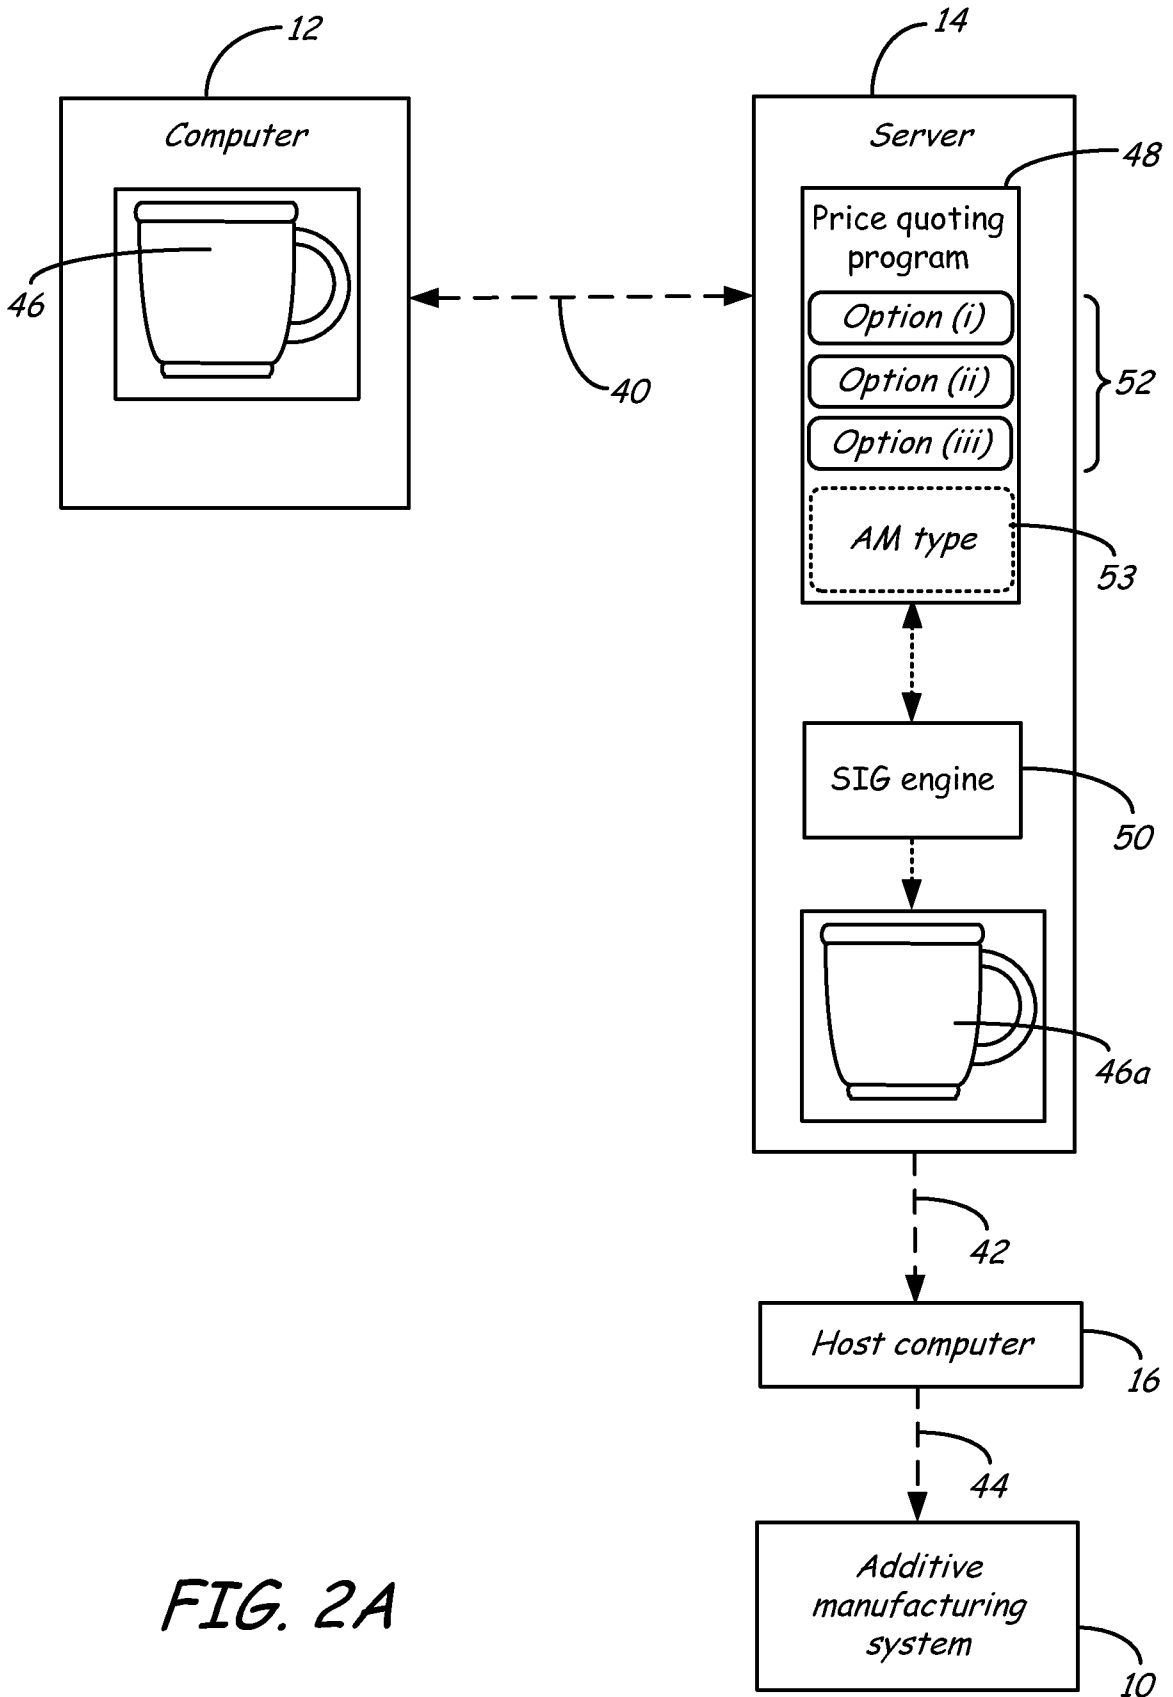 12
14
Computer
Server
48
Price quoting
program
46
Option (i)
40
Option (ii)
52
Option (iii)
AM type
53
SIG engine
50
46a
42
Host computer
16
44
Additive
manufacturing
system
10
FIG. 2A